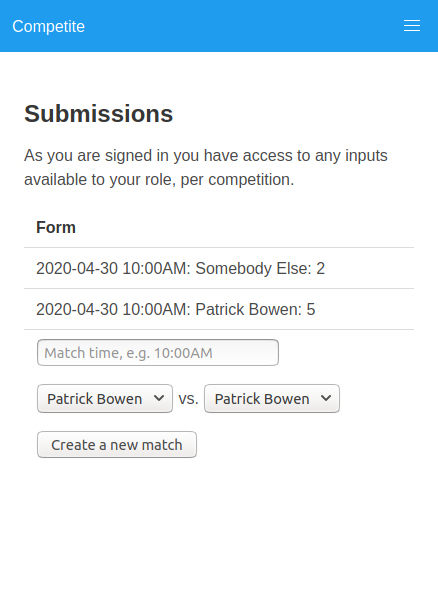 Competite
Submissions
As you are signed in you have access to any inputs
available to your role, per competition.
Form
2020-04-30 10:00AM: Somebody Else: 2
2020-04-30 10:00AM: Patrick Bowen: 5
Match time, e.g. 10:00AM
Patrick Bowen vs. Patrick Bowen
Create a new match